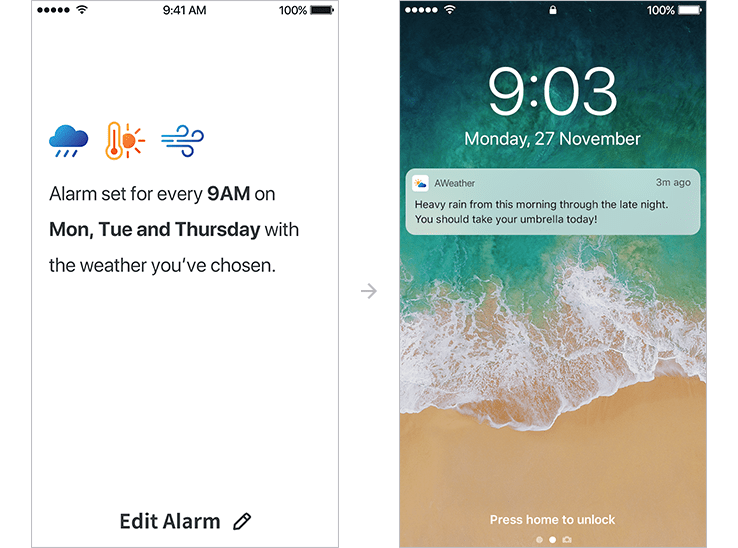 9:41 AM
100%
Alarm set for every 9AM on
Mon, Tue and Thursday with
the weather you’ve chosen.
Edit Alarm
100%
9:03
Monday, 27 November
AWeather
3m ago
Heavy rain from this morning through the late night.
You should take your umbrella today!
Press home to unlock